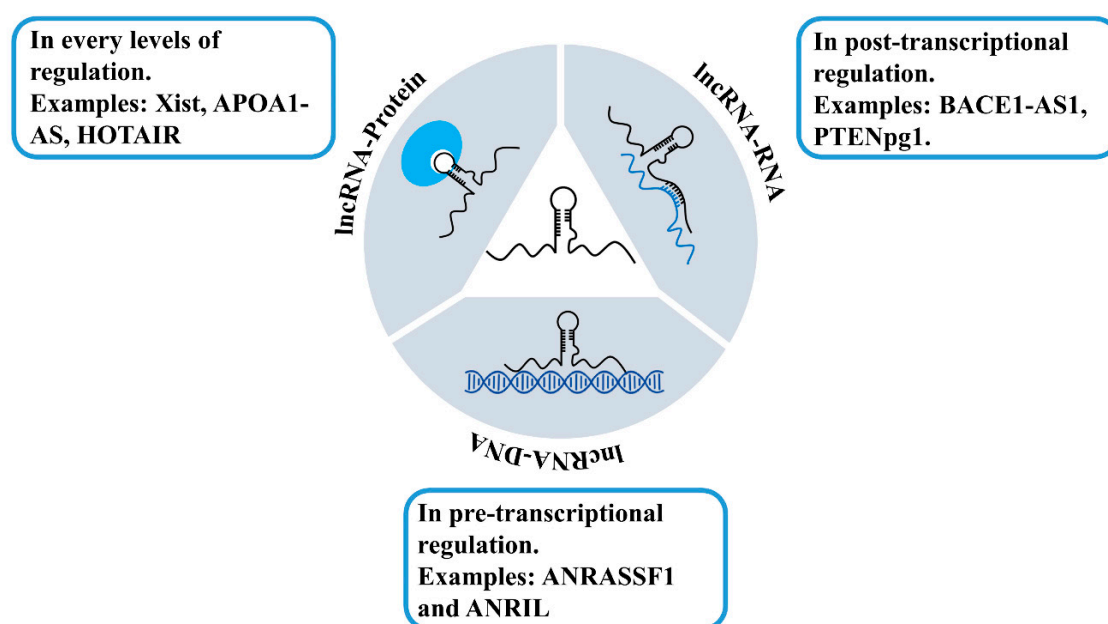 In every levels of
regulation.
Examples: Xist, APOA1-
AS, HOTAIR
lncRNA-Protein
lncRNA-RNA
In post-transcriptional
regulation.
Examples: BACE1-AS1,
PTENpg1.
lncRNA-DNA
In pre-transcriptional
regulation.
Examples: ANRASSF1
and ANRIL